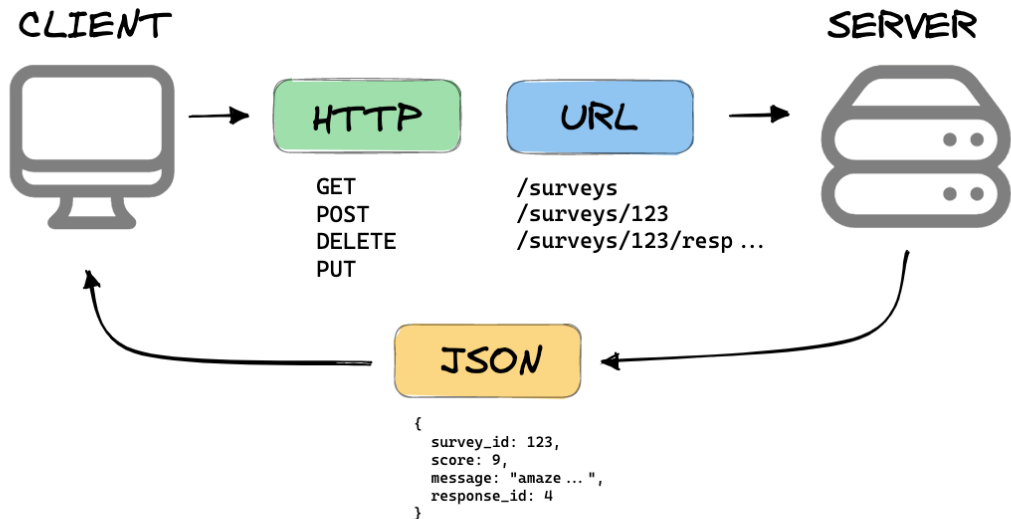 CLIENT
SERVER
HTTP
URL
GET
POST
DELETE
PUT
/surveys
/surveys/123
/surveys/123/resp...
JSON
{
survey_id: 123,
score: 9,
message: "amaze...",
response_id: 4
}